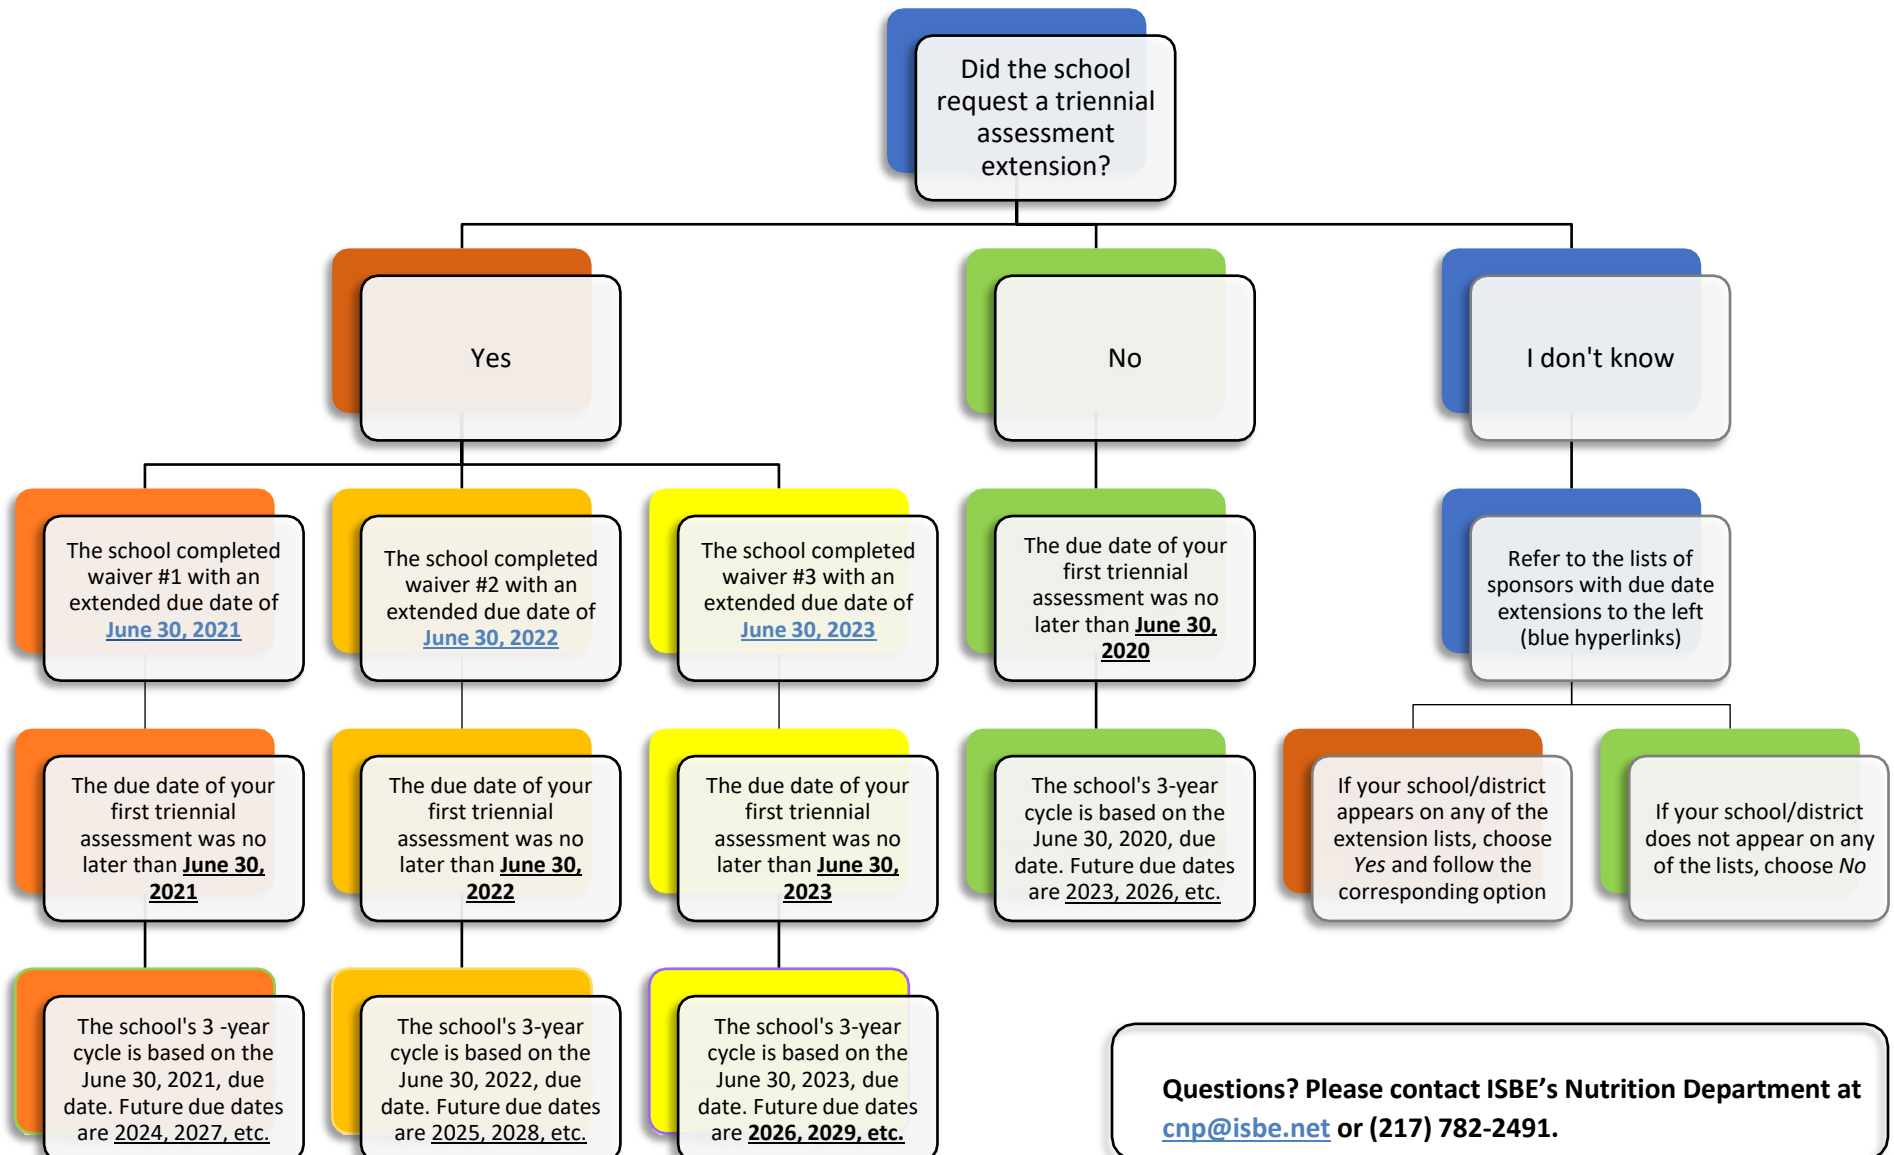 Did the school
request a triennial
assessment
extension?
Yes
No
I don't know
The school completed
waiver #1 with an
extended due date of
June 30, 2021
The school completed
waiver #2 with an
extended due date of
June 30, 2022
The school completed
waiver #3 with an
extended due date of
June 30, 2023
The due date of your
first triennial
assessment was no
later than June 30,
2020
Refer to the lists of
sponsors with due date
extensions to the left
(blue hyperlinks)
The due date of your
first triennial
assessment was no
later than June 30,
2021
The due date of your
first triennial
assessment was no
later than June 30,
2022
The due date of your
first triennial
assessment was no
later than June 30,
2023
The school's 3-year
cycle is based on the
June 30, 2020, due
date. Future due dates
are 2023, 2026, etc.
If your school/district
appears on any of the
extension lists, choose
Yes and follow the
corresponding option
If your school/district
does not appear on any
of the lists, choose No
The school's 3 -year
cycle is based on the
June 30, 2021, due
date. Future due dates
are 2024, 2027, etc.
The school's 3-year
cycle is based on the
June 30, 2022, due
date. Future due dates
are 2025, 2028, etc.
The school's 3-year
cycle is based on the
June 30, 2023, due
date. Future due dates
are 2026, 2029, etc.
Questions? Please contact ISBE’s Nutrition Department at
cnp@isbe.net or (217) 782-2491.